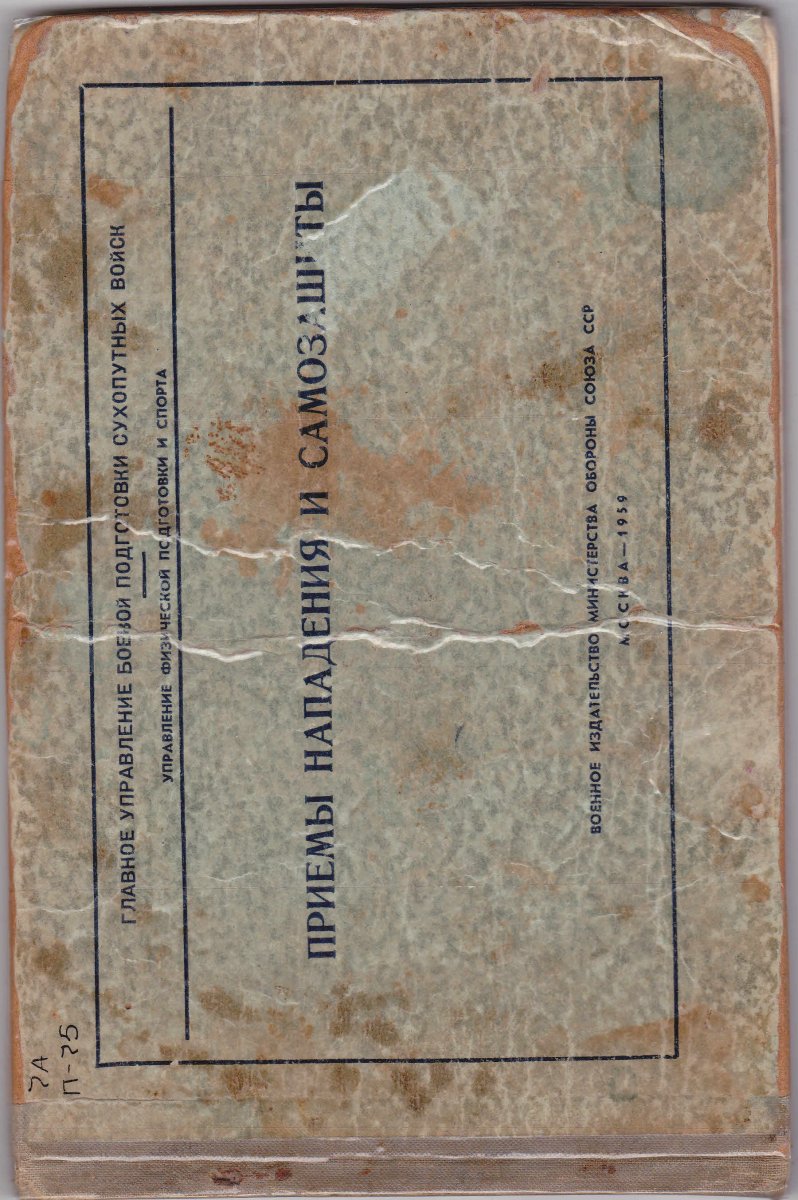 7А
П-75
ГЛАВНОЕ УПРАВЛЕНИЕ БОЕВОЙ ПОДГОТОВКИ СУХОПУТНЫХ ВОЙСК
УПРАВЛЕНИЕ ФИЗИЧЕСКОЙ ПОДГОТОВКИ И СПОРТА
ПРИЕМЫ НАПАДЕНИЯ И САМОЗАЩИТЫ
ВОЕННОЕ ИЗДАТЕЛЬСТВО МИНИСТЕРСТВА ОБОРОНЫ СОЮЗА ССР
МОСКВА—1959